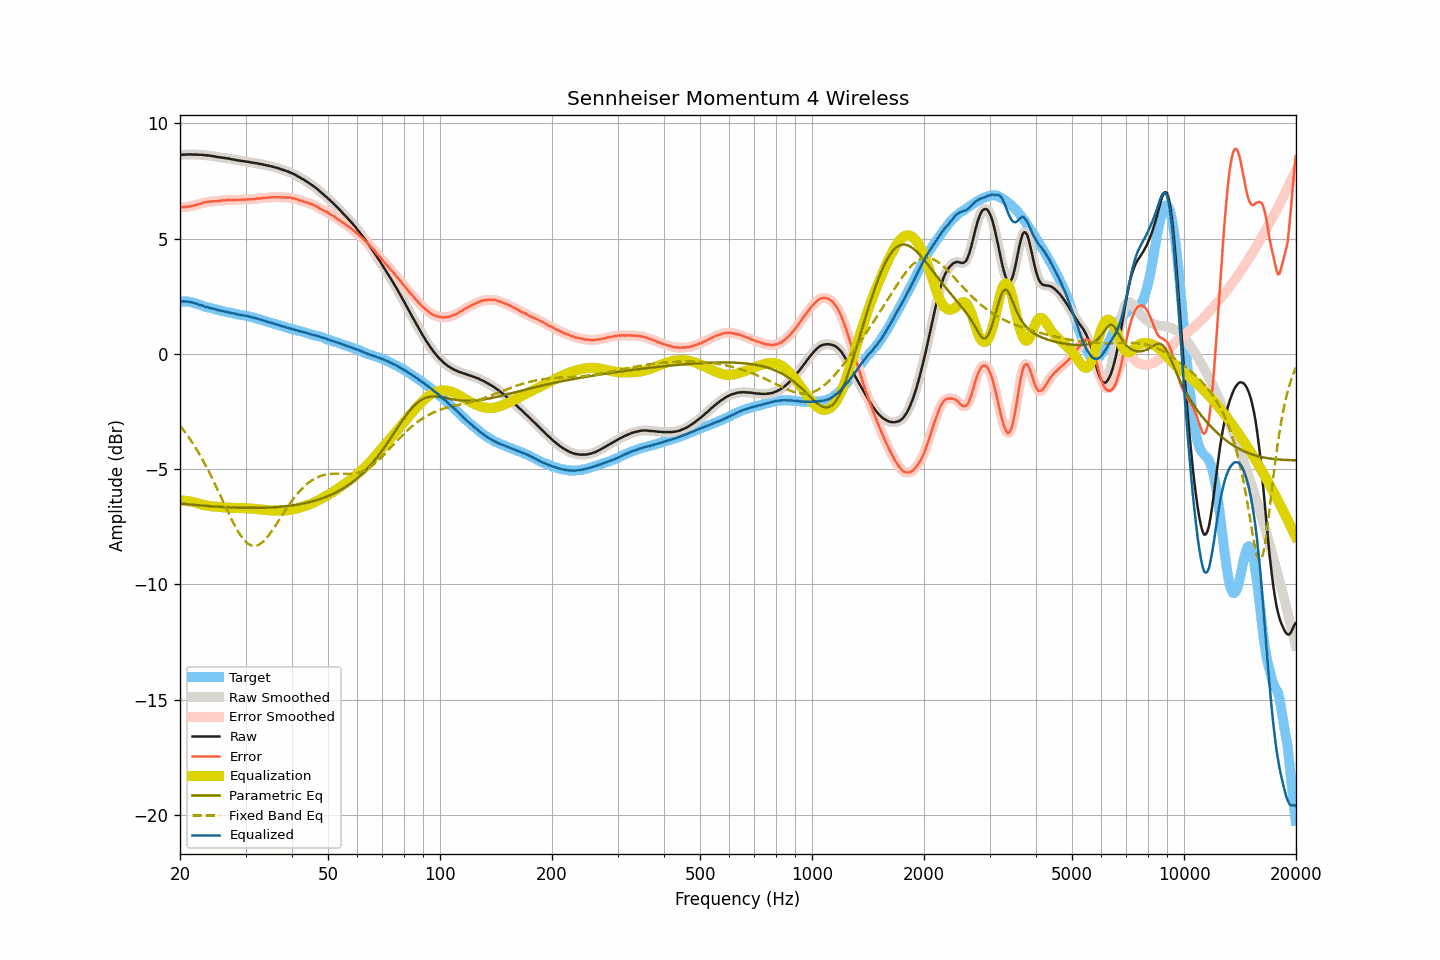 Sennheiser Momentum 4 Wireless
10
5
0
−5
−10
−15
−20
Amplitude (dBr)
Target
Raw Smoothed
Error Smoothed
Raw
Error
Equalization
Parametric Eq
Fixed Band Eq
Equalized
20 50 100 200 500 1000 2000 5000 10000 20000
Frequency (Hz)